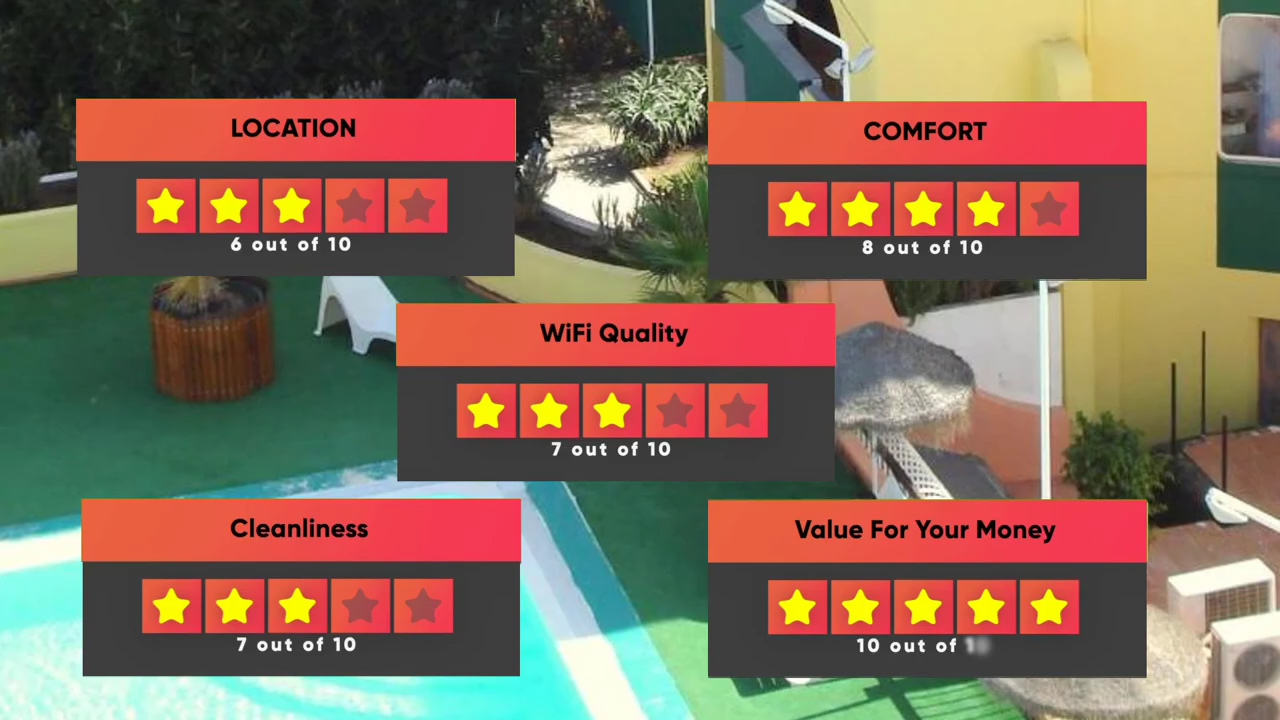 LOCATION
6 out of 10
COMFORT
8 out of 10
WiFi Quality
7 out of 10
Cleanliness
7 out of 10
Value For Your Money
10 out of